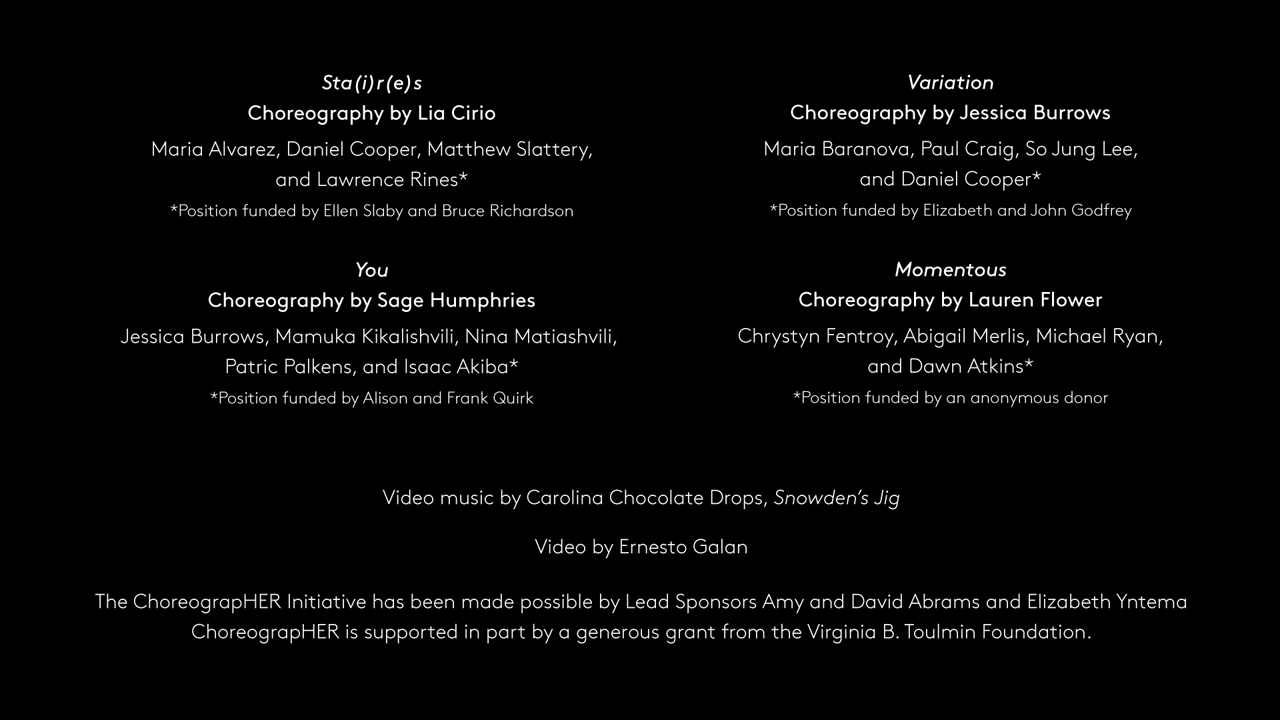 Sta(i)r(e)s
Choreography by Lia Cirio
Maria Alvarez, Daniel Cooper, Matthew Slattery,
and Lawrence Rines*
*Position funded by Ellen Slaby and Bruce Richardson
Variation
Choreography by Jessica Burrows
Maria Baranova, Paul Craig, So Jung Lee,
and Daniel Cooper*
*Position funded by Elizabeth and John Godfrey
You
Choreography by Sage Humphries
Jessica Burrows, Mamuka Kikalishvili, Nina Matiashvili,
Patric Palkens, and Isaac Akiba*
*Position funded by Alison and Frank Quirk
Momentous
Choreography by Lauren Flower
Chrystyn Fentroy, Abigail Merlis, Michael Ryan,
and Dawn Atkins*
*Position funded by an anonymous donor
Video music by Carolina Chocolate Drops, Snowden's Jig
Video by Ernesto Galan
The ChoreograpHER Initiative has been made possible by Lead Sponsors Amy and David Abrams and Elizabeth Yntema
ChoreograpHER is supported in part by a generous grant from the Virginia B. Toulmin Foundation.